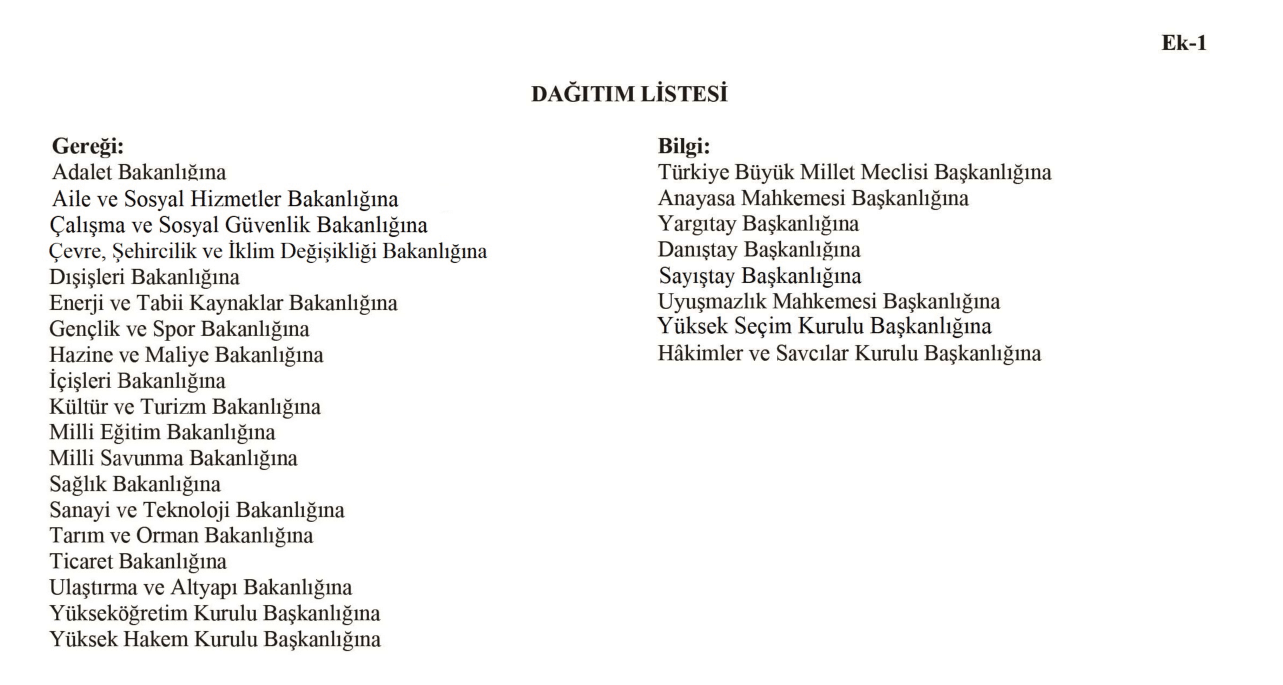 Ek-1
DAĞITIM LİSTESİ
Gereği:
Adalet Bakanlığına
Aile ve Sosyal Hizmetler Bakanlığına
Çalışma ve Sosyal Güvenlik Bakanlığına
Çevre, Şehircilik ve İklim Değişikliği Bakanlığına
Dışişleri Bakanlığına
Enerji ve Tabii Kaynaklar Bakanlığına
Gençlik ve Spor Bakanlığına
Hazine ve Maliye Bakanlığına
İçişleri Bakanlığına
Kültür ve Turizm Bakanlığına
Milli Eğitim Bakanlığına
Milli Savunma Bakanlığına
Sağlık Bakanlığına
Sanayi ve Teknoloji Bakanlığına
Tarım ve Orman Bakanlığına
Ticaret Bakanlığına
Ulaştırma ve Altyapı Bakanlığına
Yükseköğretim Kurulu Başkanlığına
Yüksek Hakem Kurulu Başkanlığına
Bilgi:
Türkiye Büyük Millet Meclisi Başkanlığına
Anayasa Mahkemesi Başkanlığına
Yargıtay Başkanlığına
Danıştay Başkanlığına
Sayıştay Başkanlığına
Uyuşmazlık Mahkemesi Başkanlığına
Yüksek Seçim Kurulu Başkanlığına
Hâkimler ve Savcılar Kurulu Başkanlığına